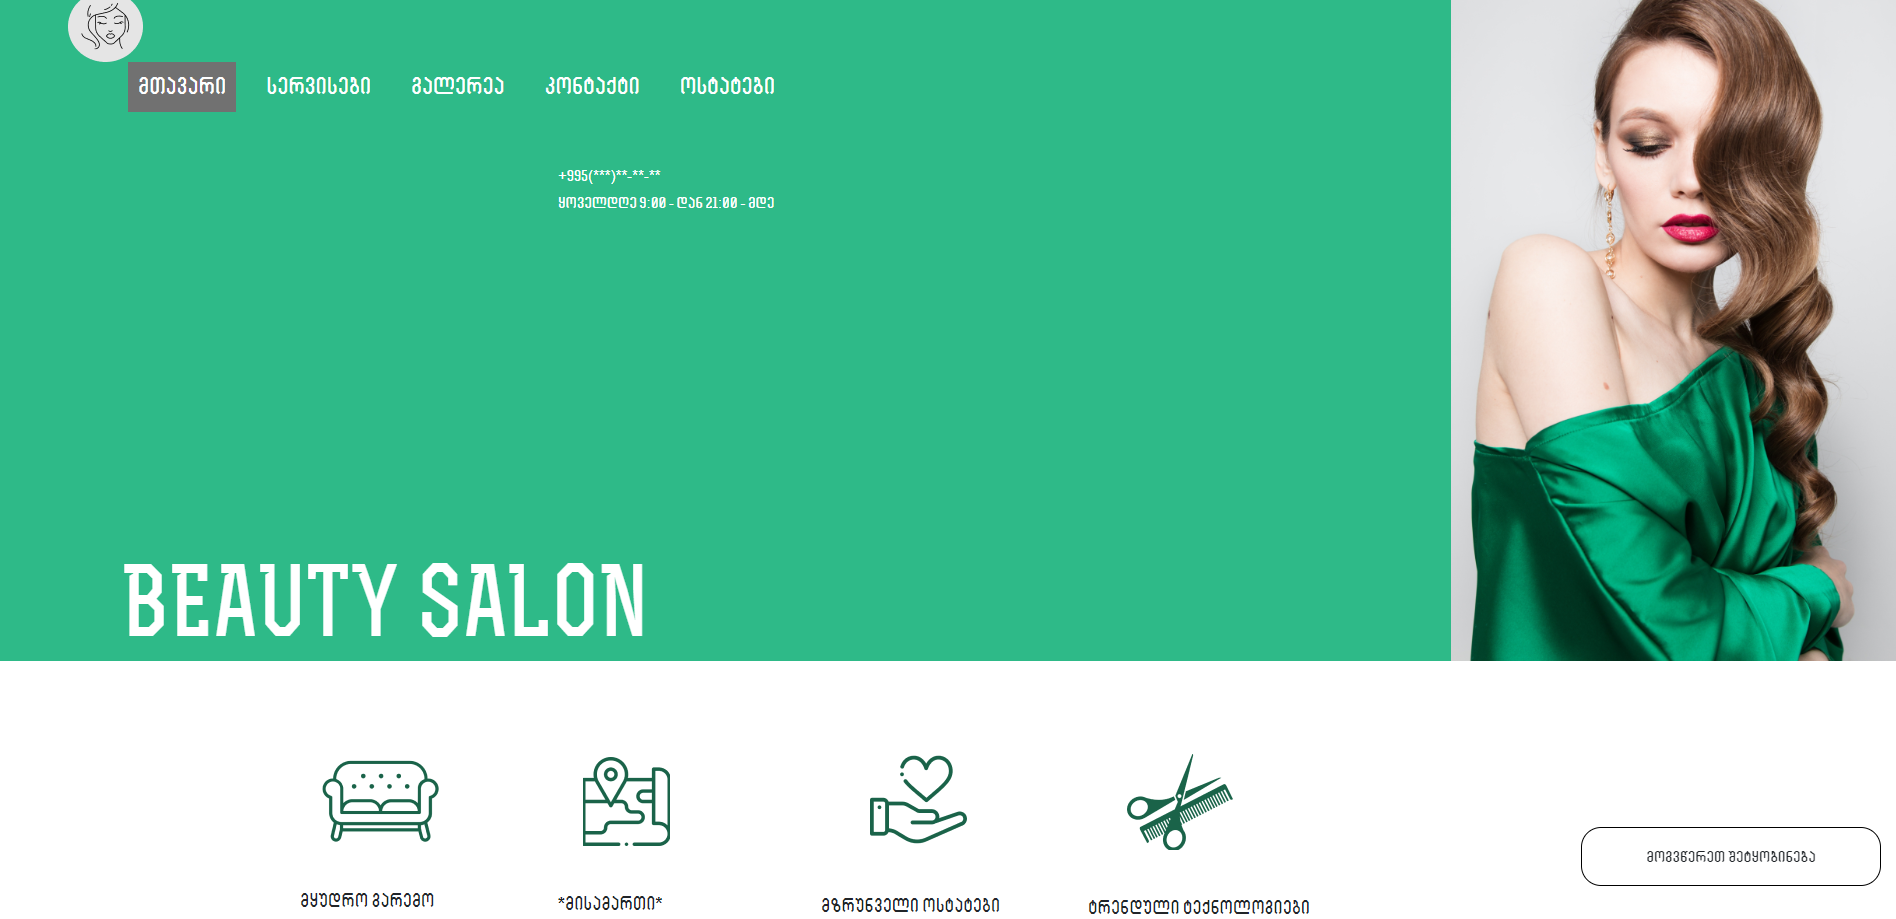 მთავარი სერვისები გალერეა კონტაქტი ოსტატები
+995(***)**-**-**
ყოველდღე 9:00 - დან 21:00 - მდე
BEAUTY SALON
მყუდრო გარემო *მისამართი* მზრუნველი ოსტატები ტრენდული ტექნოლოგიები
მოგვწერეთ შეტყობინება